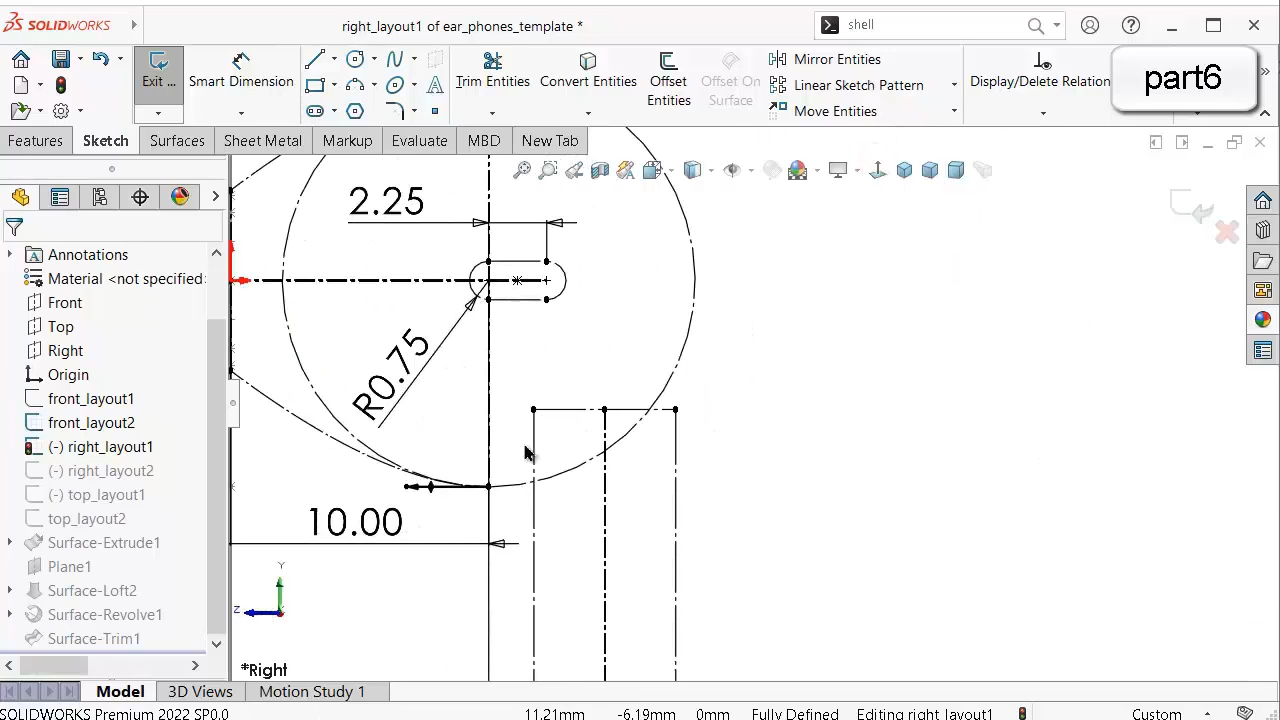 SOLIDWORKS
right_layout1 of ear_phones_template *
shell
Exit ...
Smart Dimension
Trim Entities
Convert Entities
Offset
Entities
Offset On
Surface
Mirror Entities
Linear Sketch Pattern
Move Entities
Display/Delete Relation
part6
Features
Sketch
Surfaces
Sheet Metal
Markup
Evaluate
MBD
New Tab
Annotations
Material <not specified>
Front
Top
Right
Origin
front_layout1
front_layout2
(-) right_layout1
(-) right_layout2
(-) top_layout1
top_layout2
Surface-Extrude1
Plane1
Surface-Loft2
Surface-Revolve1
Surface-Trim1
2.25
R0.75
10.00
Y
Z
*Right
Model
3D Views
Motion Study 1
SOLIDWORKS Premium 2022 SP0.0
11.21mm
-6.19mm
0mm
Fully Defined
Editing right_layout1
Custom